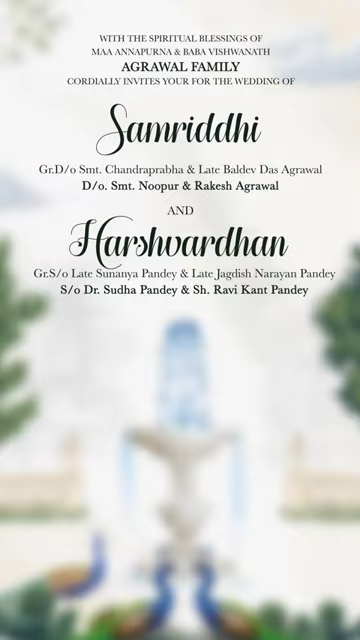 WITH THE SPIRITUAL BLESSINGS OF
MAA ANNAPURNA & BABA VISHWANATH
AGRAWAL FAMILY
CORDIALLY INVITES YOUR FOR THE WEDDING OF
Samriddhi
Gr.D/o Smt. Chandraprabha & Late Baldev Das Agrawal
D/o. Smt. Noopur & Rakesh Agrawal
AND
Harshvardhan
Gr.S/o Late Sunanya Pandey & Late Jagdish Narayan Pandey
S/o Dr. Sudha Pandey & Sh. Ravi Kant Pandey